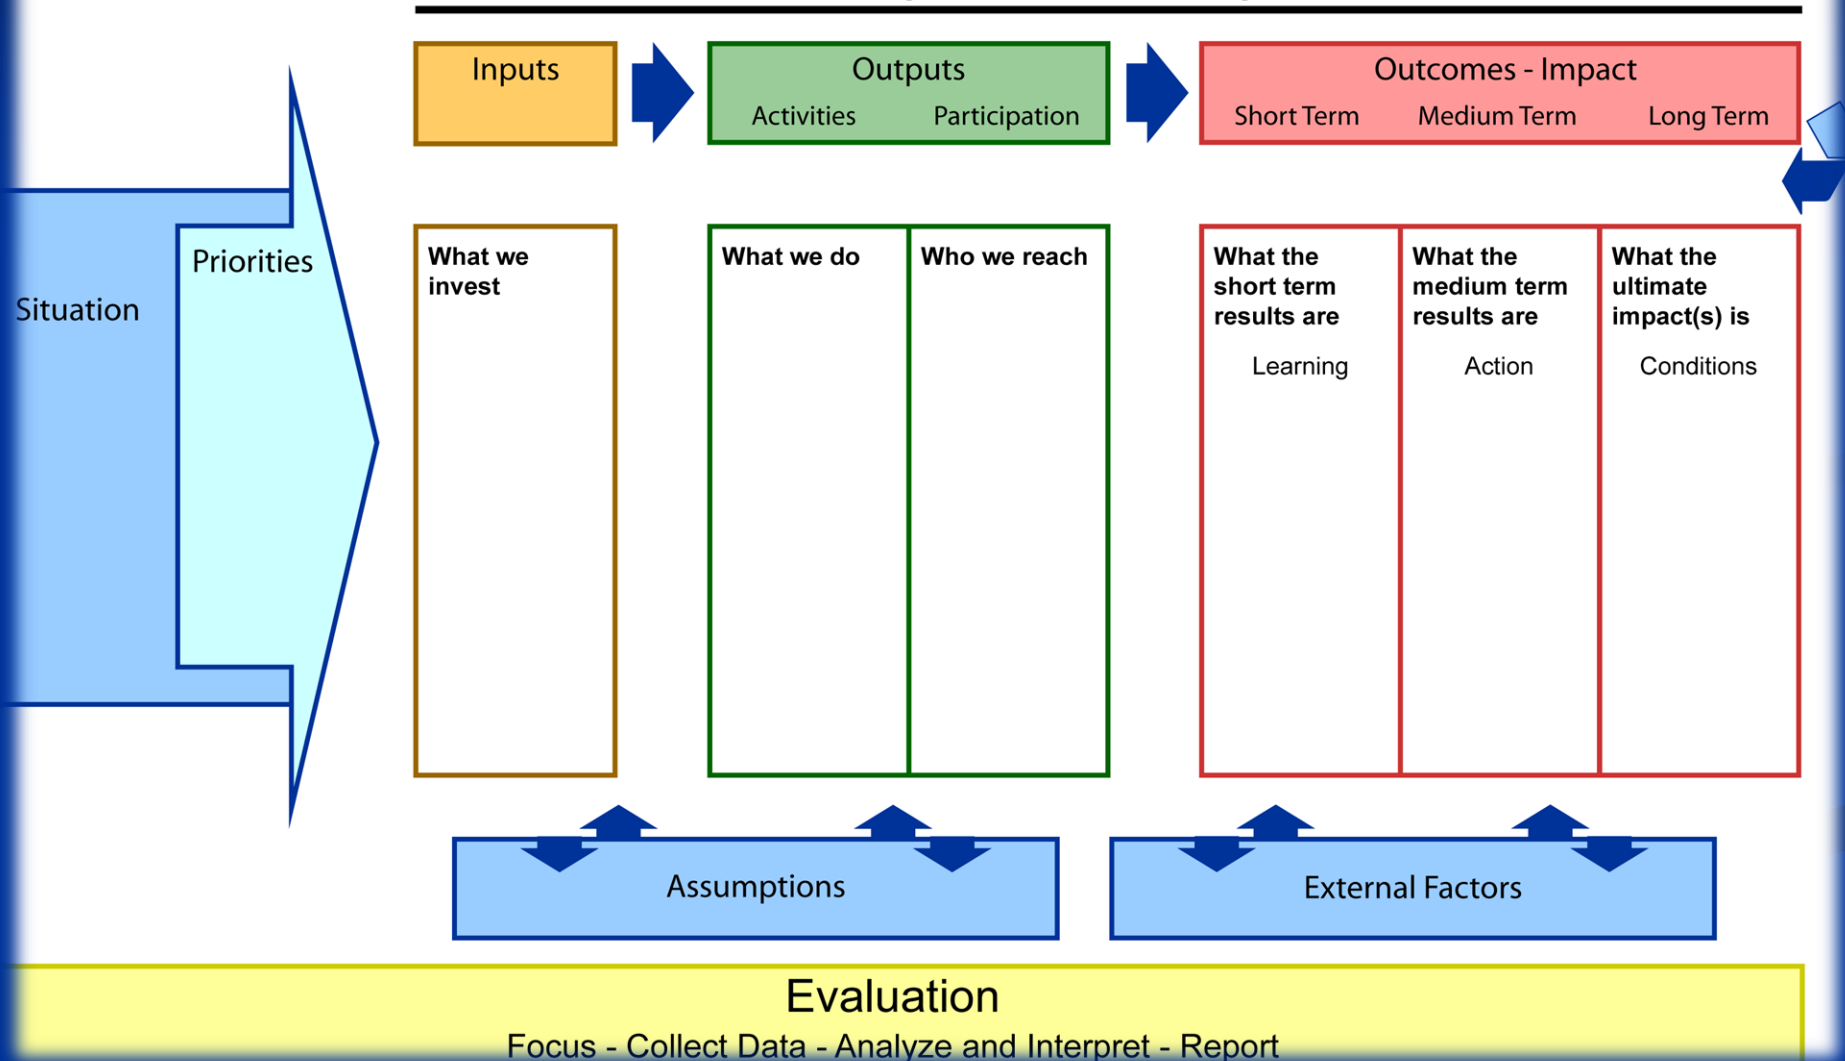 Inputs
Outputs
Activities Participation
Outcomes - Impact
Short Term Medium Term Long Term
Situation
Priorities
What we
invest
What we do
Who we reach
What the
short term
results are
Learning
What the
medium term
results are
Action
What the
ultimate
impact(s) is
Conditions
Assumptions
External Factors
Evaluation
Focus - Collect Data - Analyze and Interpret - Report